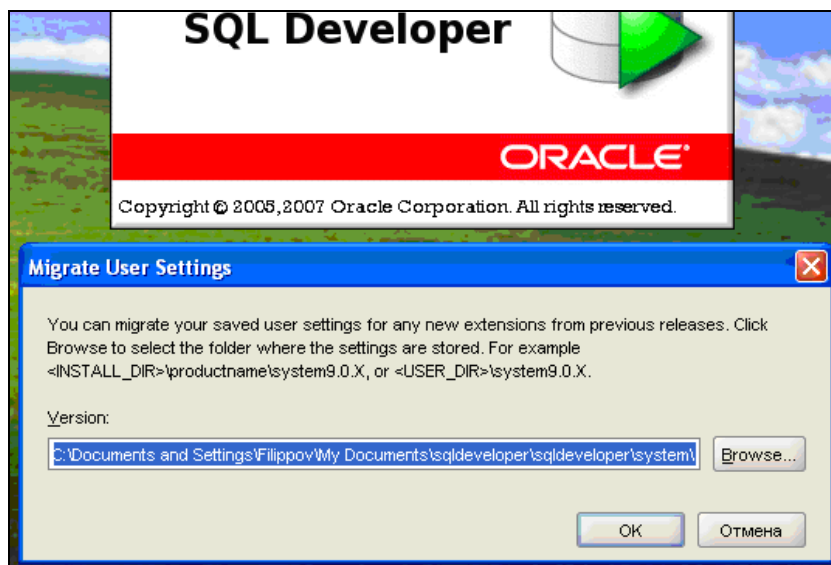 SQL Developer
ORACLE®
Copyright © 2005,2007 Oracle Corporation. All rights reserved.
Migrate User Settings
You can migrate your saved user settings for any new extensions from previous releases. Click
Browse to select the folder where the settings are stored. For example
<INSTALL_DIR>\productname\system9.0.X, or <USER_DIR>\system9.0.X.
Version:
C:\Documents and Settings\Filippov\My Documents\sqldeveloper\sqldeveloper\system\
Browse...
OK
Отмена